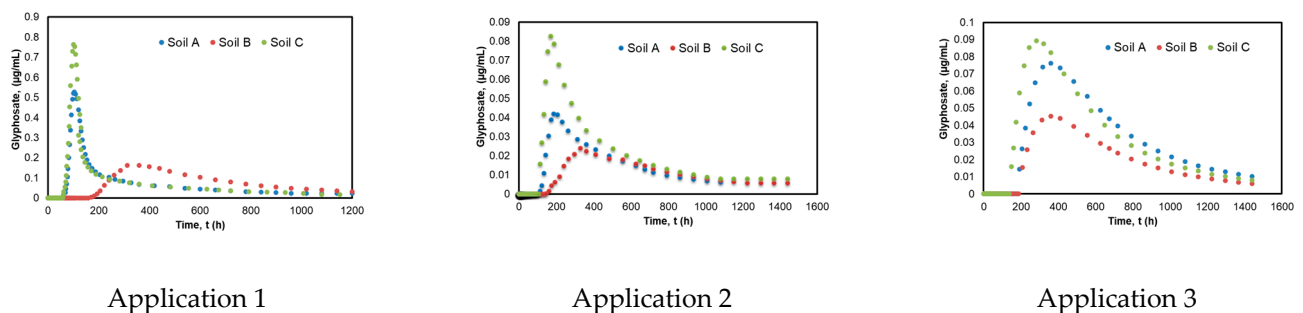 0.9
0.8
0.7
0.6
0.5
0.4
0.3
0.2
0.1
0
Glyphosate, (µg/mL)
Soil A Soil B Soil C
0 200 400 600 800 1000 1200
Time, t (h)
Application 1
0.09
0.08
0.07
0.06
0.05
0.04
0.03
0.02
0.01
0
Glyphosate, (µg/mL)
Soil A Soil B Soil C
0 200 400 600 800 1000 1200 1400 1600
Time, t (h)
Application 2
0.1
0.09
0.08
0.07
0.06
0.05
0.04
0.03
0.02
0.01
0
Glyphosate, (µg/mL)
Soil A Soil B Soil C
0 200 400 600 800 1000 1200 1400 1600
Time, t (h)
Application 3